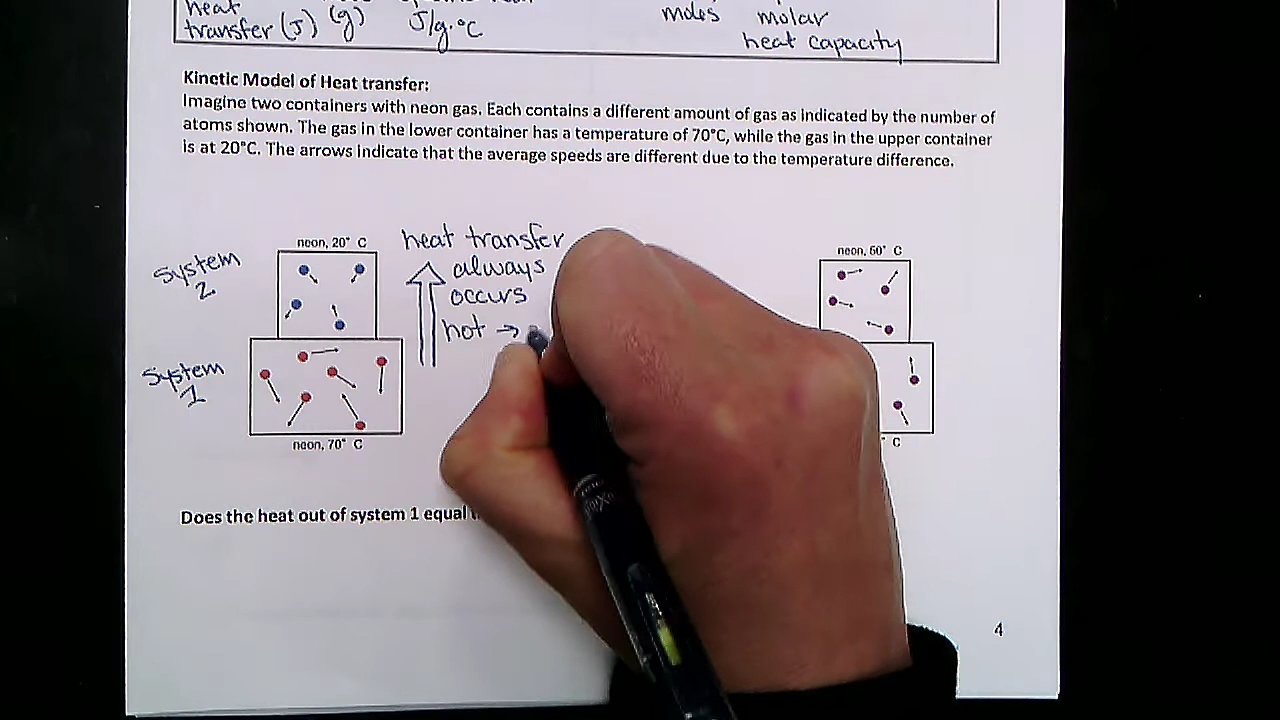 heat
transfer (J) (g) J/g·°C
moles molar
heat capacity
Kinetic Model of Heat transfer:
Imagine two containers with neon gas. Each contains a different amount of gas as indicated by the number of
atoms shown. The gas in the lower container has a temperature of 70°C, while the gas in the upper container
is at 20°C. The arrows indicate that the average speeds are different due to the temperature difference.
system
2
neon, 20° C
heat transfer
always
occurs
hot →
neon, 60° C
system
1
neon, 70° C
C
Does the heat out of system 1 equal
4